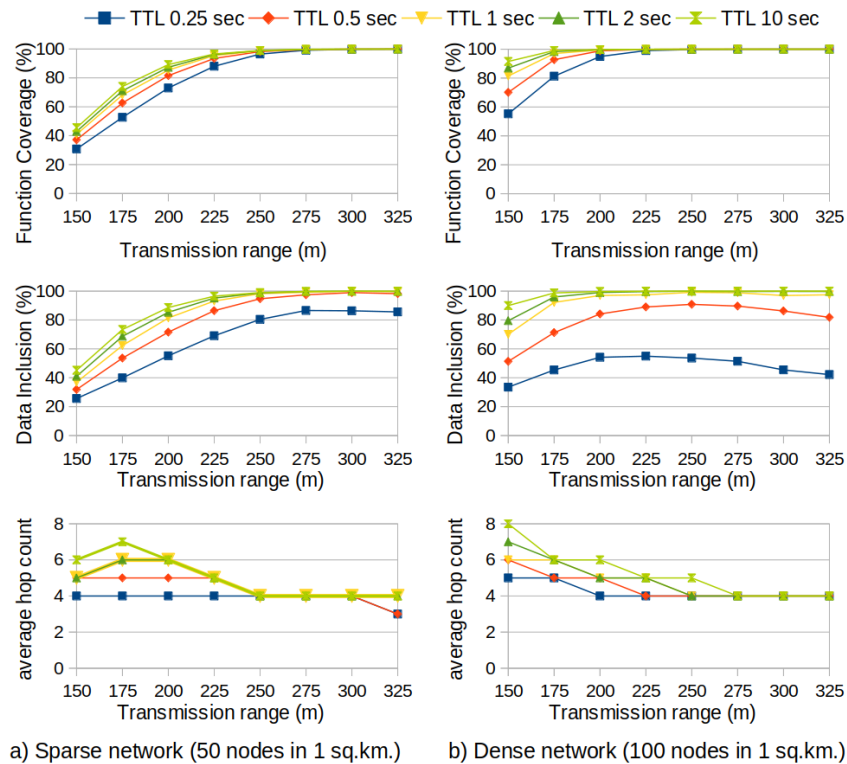 TTL 0.25 sec TTL 0.5 sec TTL 1 sec TTL 2 sec TTL 10 sec
Function Coverage (%)
100
80
60
40
20
0
150 175 200 225 250 275 300 325
Transmission range (m)
Function Coverage (%)
100
80
60
40
20
0
150 175 200 225 250 275 300 325
Transmission range (m)
Data Inclusion (%)
100
80
60
40
20
0
150 175 200 225 250 275 300 325
Transmission range (m)
Data Inclusion (%)
100
80
60
40
20
0
150 175 200 225 250 275 300 325
Transmission range (m)
average hop count
8
6
4
2
0
150 175 200 225 250 275 300 325
Transmission range (m)
average hop count
8
6
4
2
0
150 175 200 225 250 275 300 325
Transmission range (m)
a) Sparse network (50 nodes in 1 sq.km.)
b) Dense network (100 nodes in 1 sq.km.)